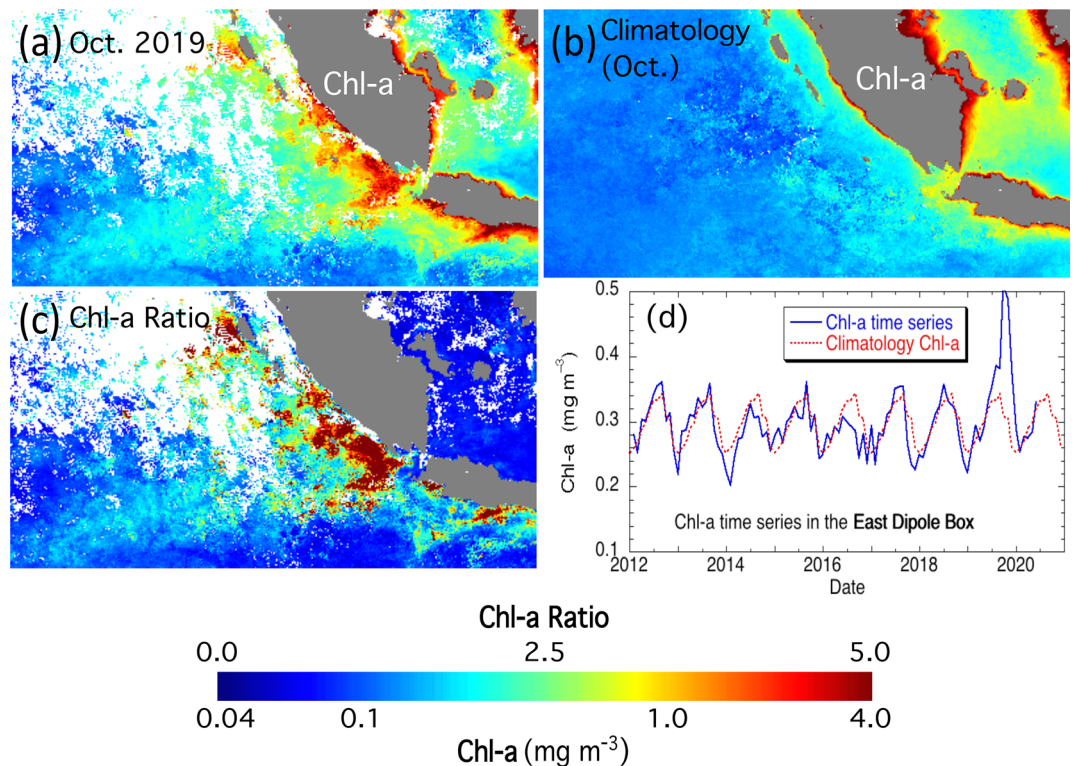 (a) Oct. 2019
Chl-a
(b) Climatology
(Oct.)
Chl-a
(c) Chl-a Ratio
(d)
Chl-a time series
Climatology Chl-a
0.5
0.4
0.3
0.2
0.1
Chl-a (mg m⁻³)
Chl-a time series in the East Dipole Box
2012 2014 2016 2018 2020
Date
Chl-a Ratio
0.0 2.5 5.0
0.04 0.1 1.0 4.0
Chl-a (mg m⁻³)